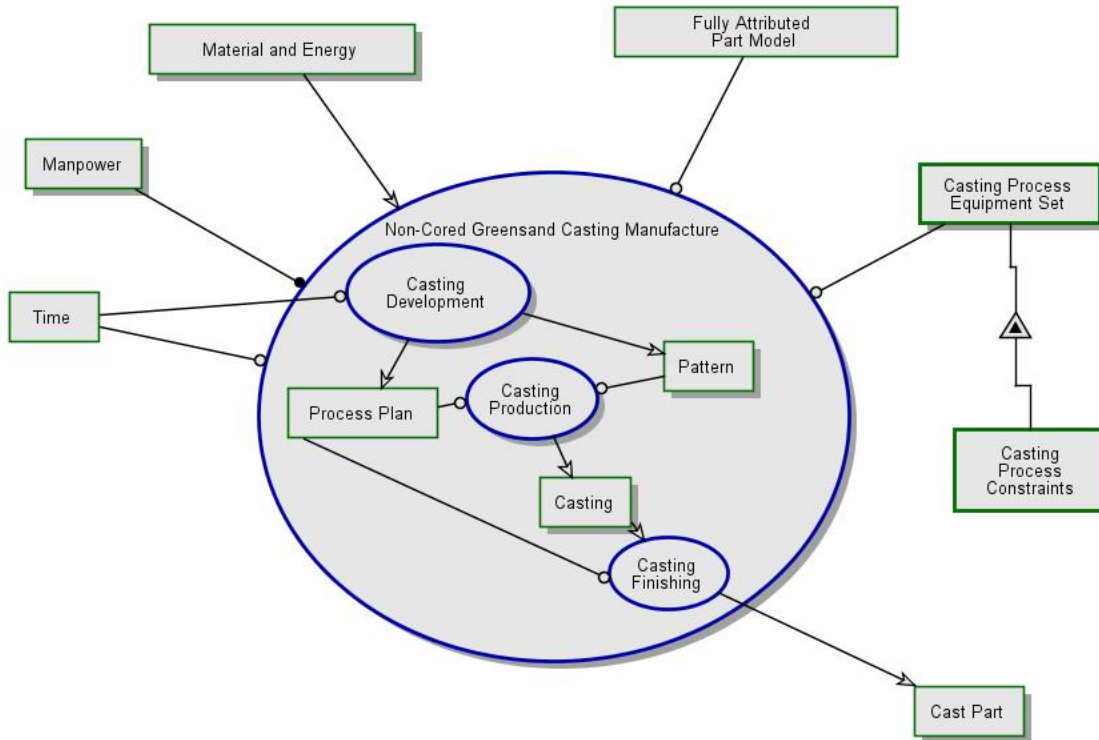 Material and Energy
Fully Attributed
Part Model
Manpower
Casting Process
Equipment Set
Non-Cored Greensand Casting Manufacture
Casting
Development
Time
Pattern
Casting
Production
Process Plan
Casting
Process
Constraints
Casting
Casting
Finishing
Cast Part